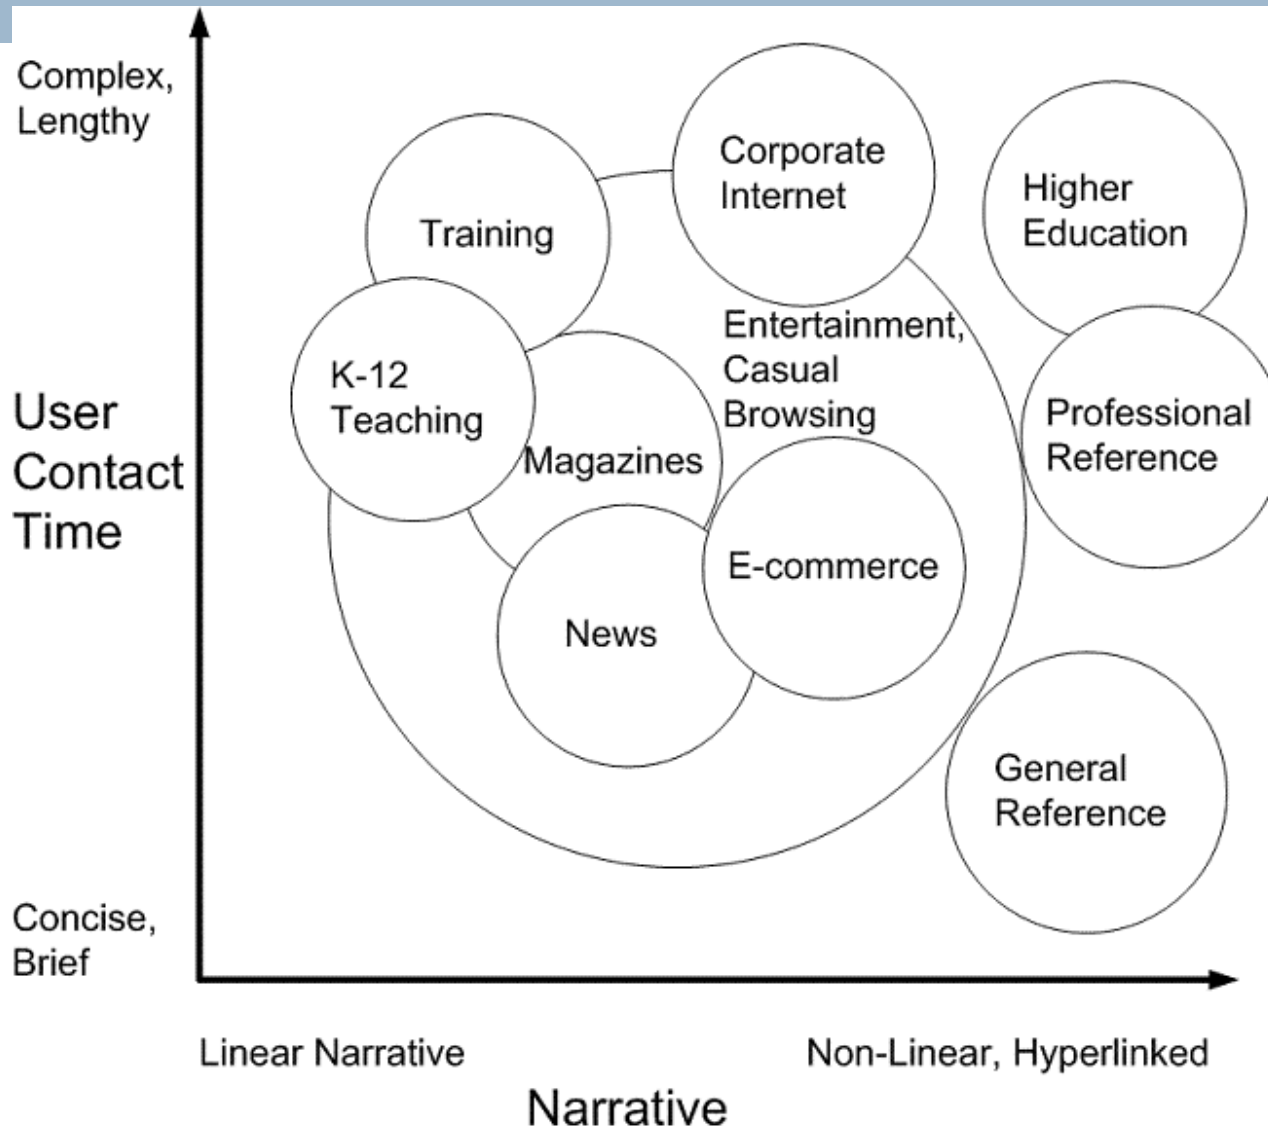 Complex,
Lengthy
Corporate
Internet
Higher
Education
Training
Entertainment,
Casual
Browsing
K-12
Teaching
User
Contact
Time
Professional
Reference
Magazines
E-commerce
News
General
Reference
Concise,
Brief
Linear Narrative
Non-Linear, Hyperlinked
Narrative